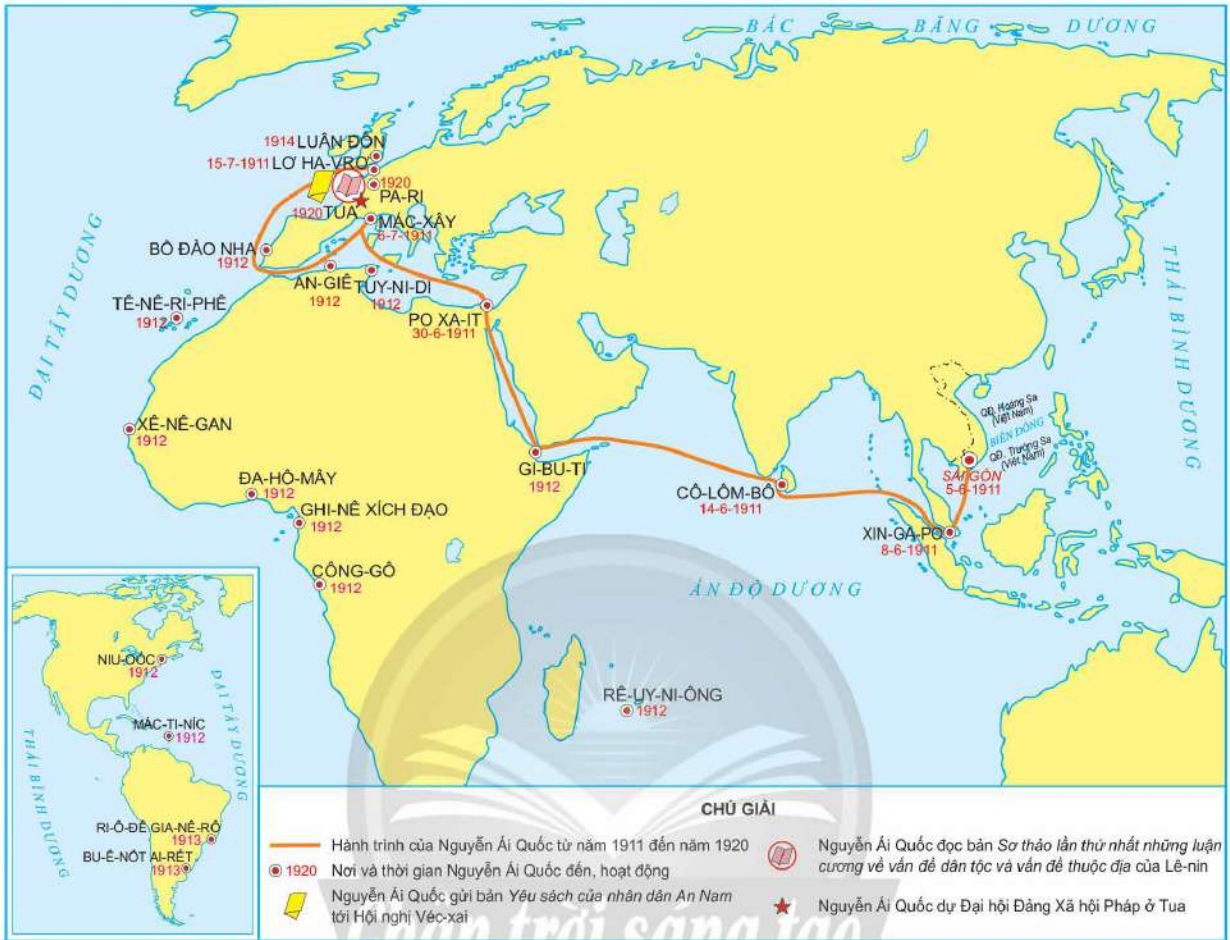 BẮC BĂNG DƯƠNG
1914 LUÂN ĐÔN
15-7-1911 LƠ HA-VRƠ
1920
PA-RI
1920 TUA
MÁC-XÂY
6-7-1911
BỒ ĐÀO NHA
1912
AN-GIÊ
1912
TUY-NI-DI
1912
TÊ-NÊ-RI-PHÊ
1912
PO XA-IT
30-6-1911
ĐẠI TÂY DƯƠNG
THÁI BÌNH DƯƠNG
QĐ. Hoàng Sa
(Việt Nam)
BIỂN ĐÔNG
QĐ. Trường Sa
(Việt Nam)
XÊ-NÊ-GAN
1912
GI-BU-TI
1912
SÀI GÒN
5-6-1911
CÔ-LÔM-BÔ
14-6-1911
ĐA-HÔ-MÂY
1912
GHI-NÊ XÍCH ĐẠO
1912
XIN-GA-PO
8-6-1911
CÔNG-GÔ
1912
ẤN ĐỘ DƯƠNG
RÊ-UY-NI-ÔNG
1912
NIU-OÓC
1912
ĐẠI TÂY DƯƠNG
MÁC-TI-NÍC
1912
THÁI BÌNH DƯƠNG
RI-Ô-ĐÊ GIA-NÊ-RÔ
1913
BU-Ê-NỐT AI-RÉT
1913
CHÚ GIẢI
Hành trình của Nguyễn Ái Quốc từ năm 1911 đến năm 1920
1920 Nơi và thời gian Nguyễn Ái Quốc đến, hoạt động
Nguyễn Ái Quốc gửi bản Yêu sách của nhân dân An Nam
tới Hội nghị Véc-xai
Nguyễn Ái Quốc đọc bản Sơ thảo lần thứ nhất những luận
cương về vấn đề dân tộc và vấn đề thuộc địa của Lê-nin
Nguyễn Ái Quốc dự Đại hội Đảng Xã hội Pháp ở Tua
Chân trời sáng tạo